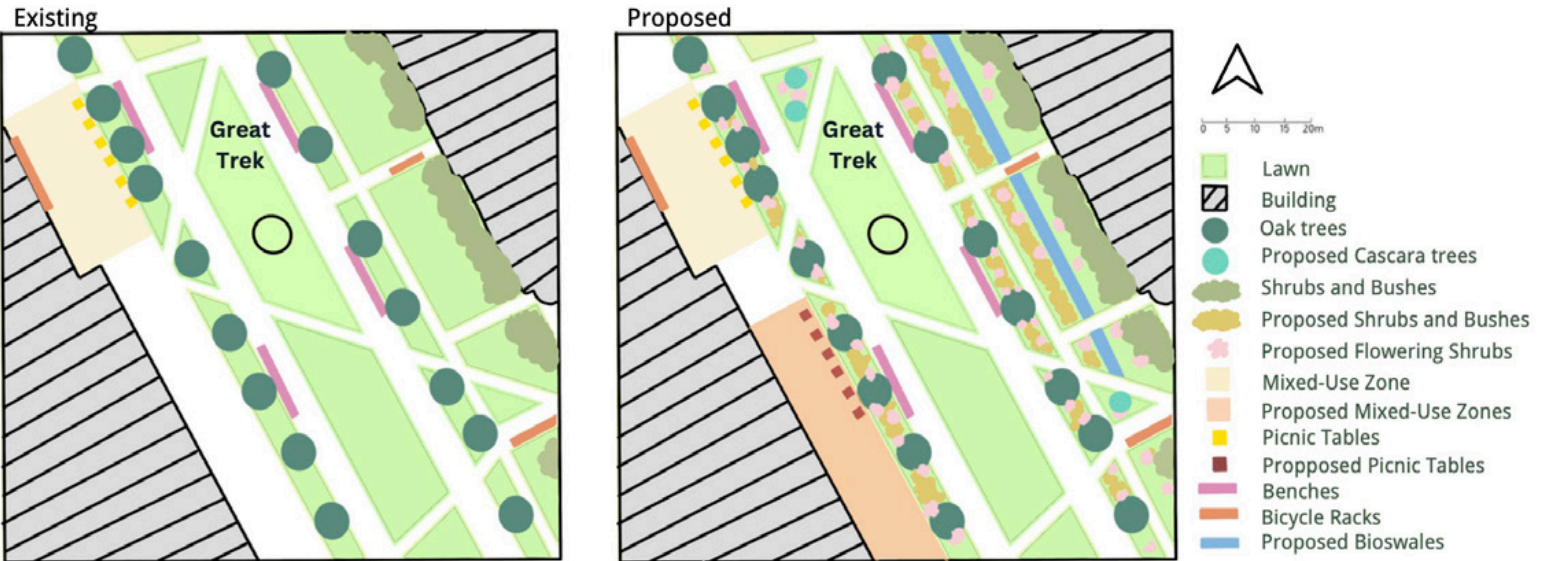 Existing
Great
Trek
Proposed
Great
Trek
0 5 10 15 20m
Lawn
Building
Oak trees
Proposed Cascara trees
Shrubs and Bushes
Proposed Shrubs and Bushes
Proposed Flowering Shrubs
Mixed-Use Zone
Proposed Mixed-Use Zones
Picnic Tables
Propposed Picnic Tables
Benches
Bicycle Racks
Proposed Bioswales